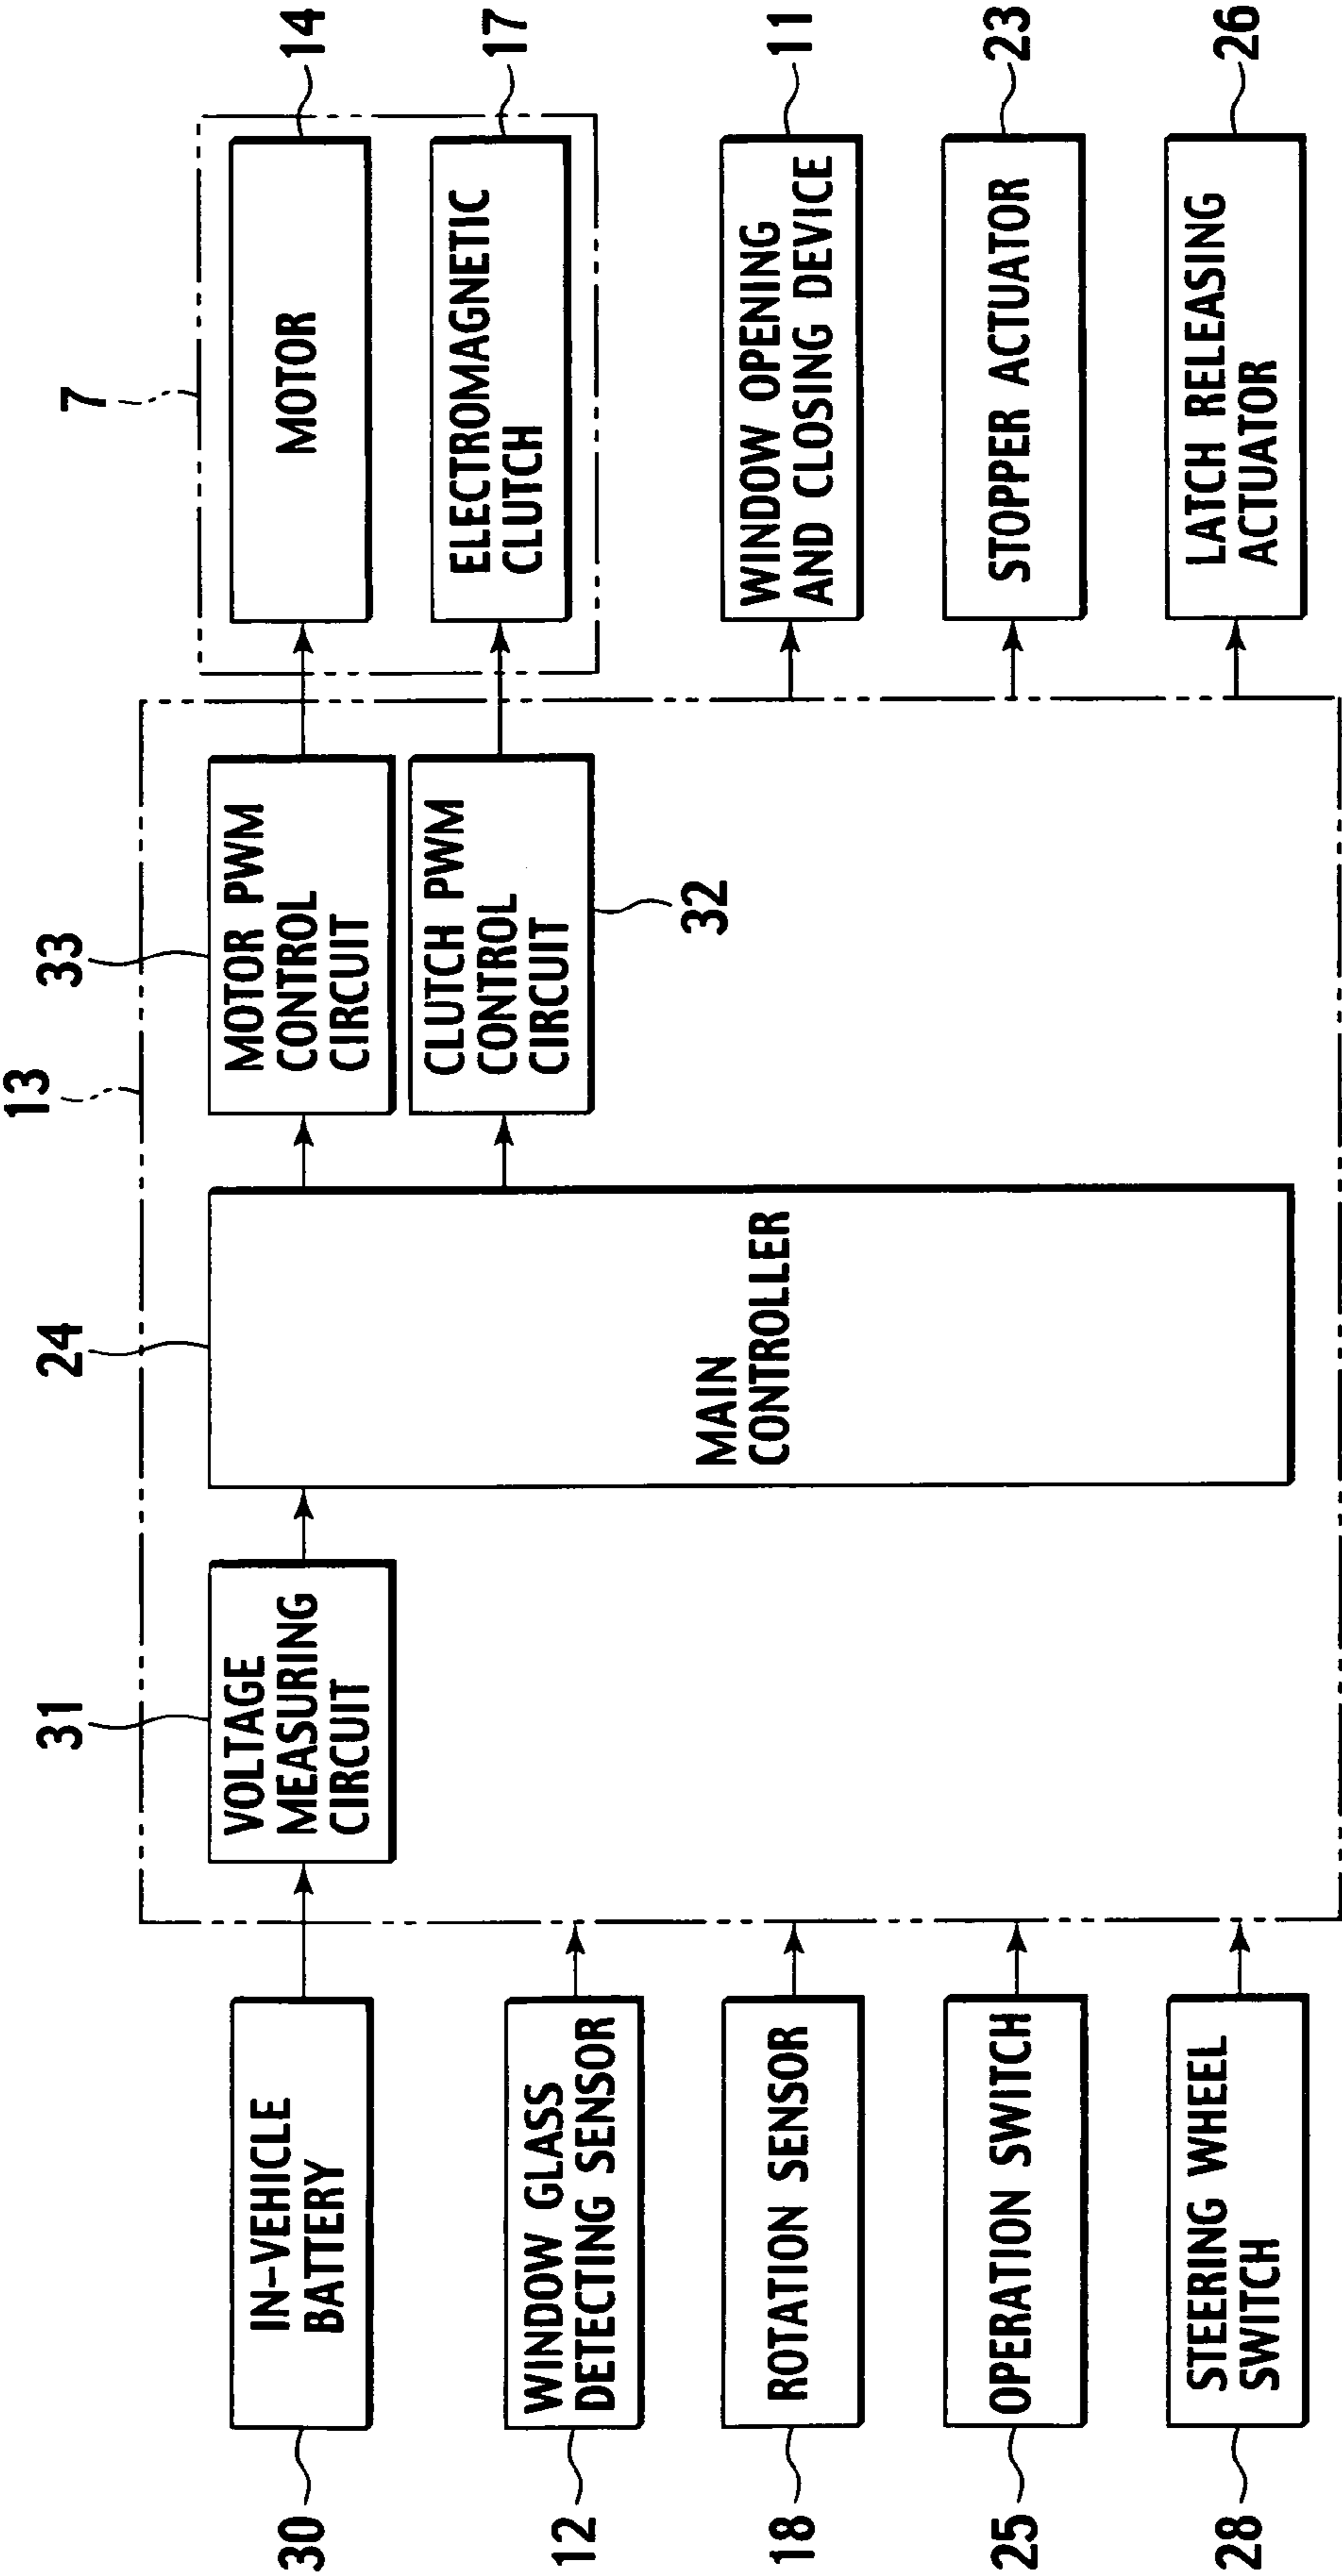 13
7
31
24
33
30
IN-VEHICLE
BATTERY
VOLTAGE
MEASURING
CIRCUIT
MAIN
CONTROLLER
MOTOR PWM
CONTROL
CIRCUIT
MOTOR
14
CLUTCH PWM
CONTROL
CIRCUIT
32
ELECTROMAGNETIC
CLUTCH
17
12
WINDOW GLASS
DETECTING SENSOR
WINDOW OPENING
AND CLOSING DEVICE
11
18
ROTATION SENSOR
25
OPERATION SWITCH
STOPPER ACTUATOR
23
28
STEERING WHEEL
SWITCH
LATCH RELEASING
ACTUATOR
26